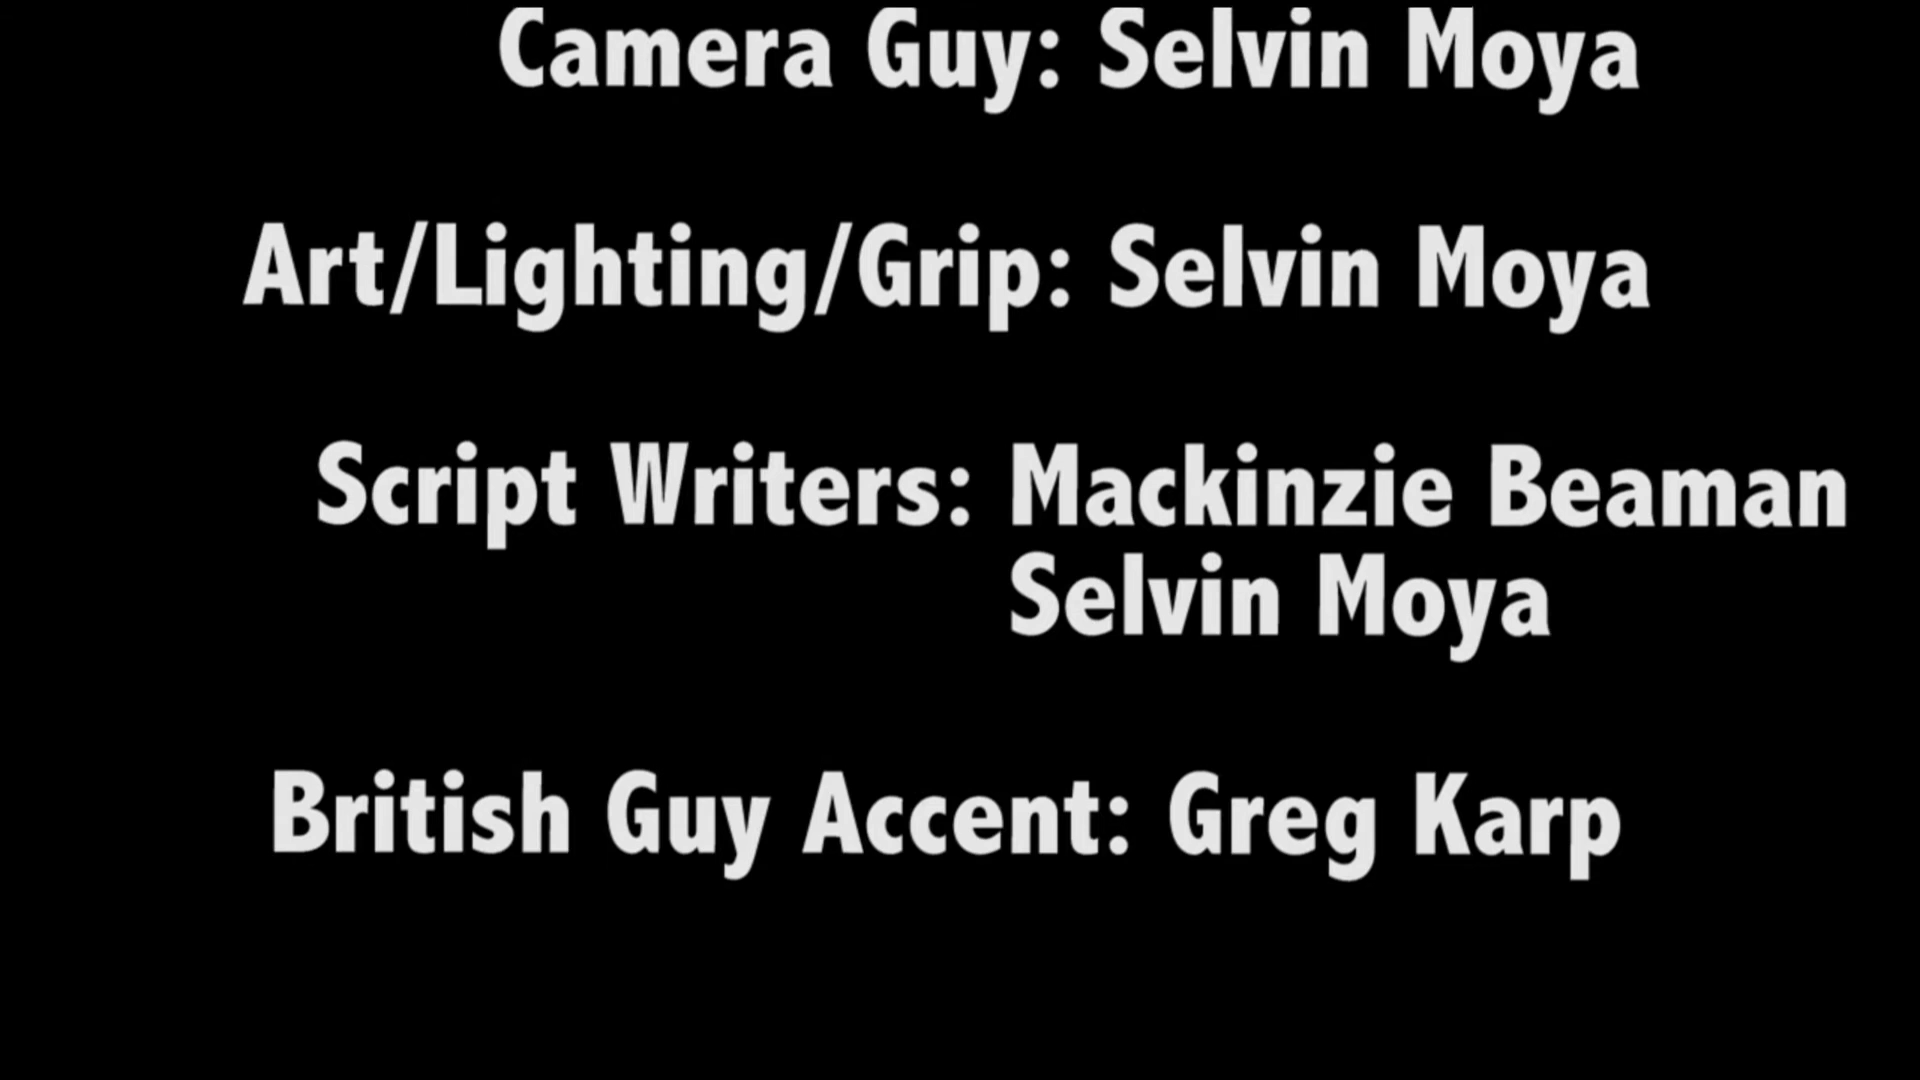 Camera Guy: Selvin Moya
Art/Lighting/Grip: Selvin Moya
Script Writers: Mackinzie Beaman
Selvin Moya
British Guy Accent: Greg Karp